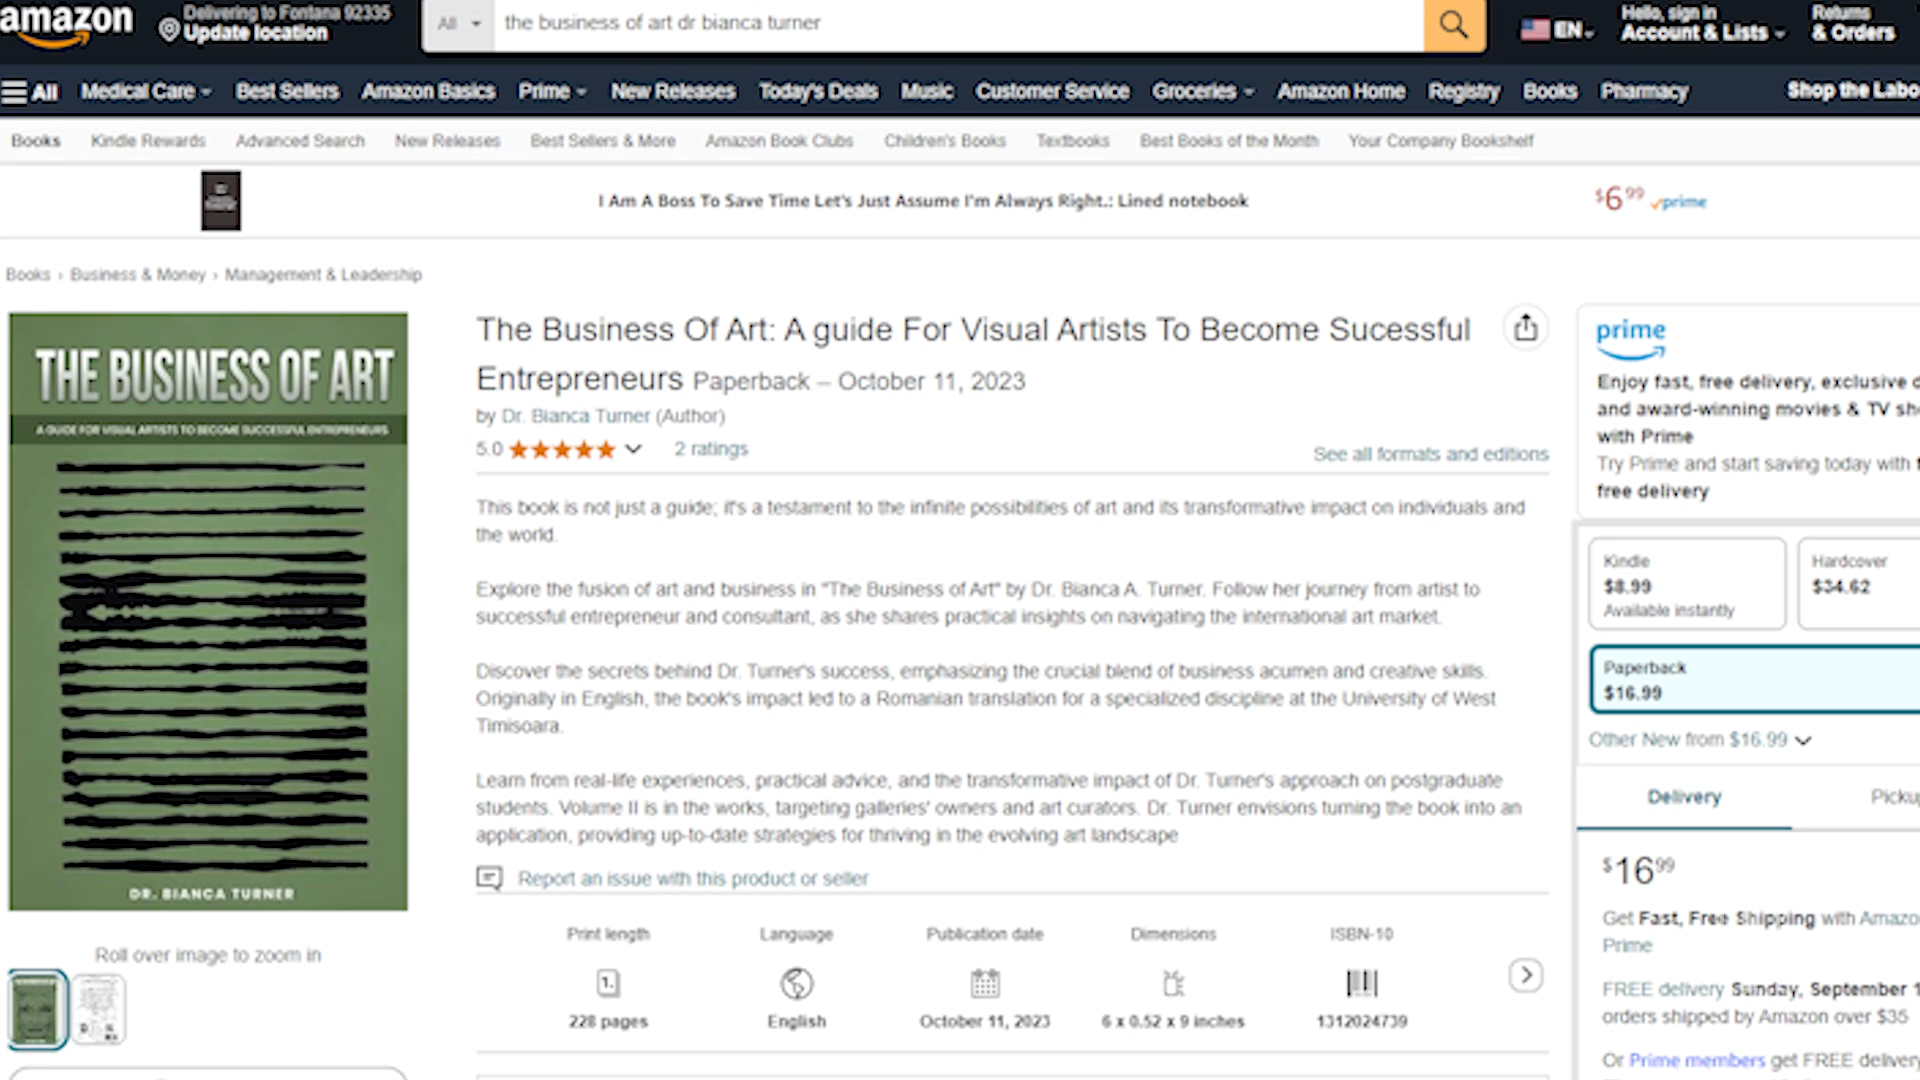 amazon
Delivering to Fontana 92335
Update location
All
the business of art dr bianca turner
EN
Hello, sign in
Account & Lists
Returns
& Orders
All Medical Care Best Sellers Amazon Basics Prime New Releases Today's Deals Music Customer Service Groceries Amazon Home Registry Books Pharmacy Shop the Labo
Books Kindle Rewards Advanced Search New Releases Best Sellers & More Amazon Book Clubs Children's Books Textbooks Best Books of the Month Your Company Bookshelf
I Am A Boss To Save Time Let's Just Assume I'm Always Right.: Lined notebook
$6 99 prime
Books › Business & Money › Management & Leadership
THE BUSINESS OF ART
A GUIDE FOR VISUAL ARTISTS TO BECOME SUCCESSFUL ENTREPRENEURS
DR. BIANCA TURNER
Roll over image to zoom in
The Business Of Art: A guide For Visual Artists To Become Sucessful
Entrepreneurs Paperback – October 11, 2023
by Dr. Bianca Turner (Author)
5.0 2 ratings
See all formats and editions
This book is not just a guide; it's a testament to the infinite possibilities of art and its transformative impact on individuals and
the world.
Explore the fusion of art and business in "The Business of Art" by Dr. Bianca A. Turner. Follow her journey from artist to
successful entrepreneur and consultant, as she shares practical insights on navigating the international art market.
Discover the secrets behind Dr. Turner's success, emphasizing the crucial blend of business acumen and creative skills.
Originally in English, the book's impact led to a Romanian translation for a specialized discipline at the University of West
Timisoara.
Learn from real-life experiences, practical advice, and the transformative impact of Dr. Turner's approach on postgraduate
students. Volume II is in the works, targeting galleries' owners and art curators. Dr. Turner envisions turning the book into an
application, providing up-to-date strategies for thriving in the evolving art landscape
Report an issue with this product or seller
Print length Language Publication date Dimensions ISBN-10
1.
228 pages English October 11, 2023 6 x 0.52 x 9 inches 1312024739
prime
Enjoy fast, free delivery, exclusive d
and award-winning movies & TV sh
with Prime
Try Prime and start saving today with f
free delivery
Kindle
$8.99
Available instantly
Hardcover
$34.62
Paperback
$16.99
Other New from $16.99
Delivery Pickup
$16 99
Get Fast, Free Shipping with Amazo
Prime
FREE delivery Sunday, September 1
orders shipped by Amazon over $35
Or Prime members get FREE delivery